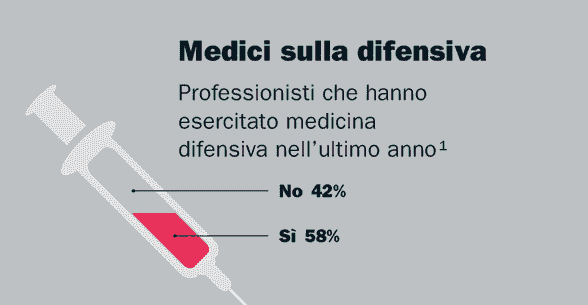 Medici sulla difensiva
Professionisti che hanno
esercitato medicina
difensiva nell'ultimo anno¹
No 42%
Sì 58%